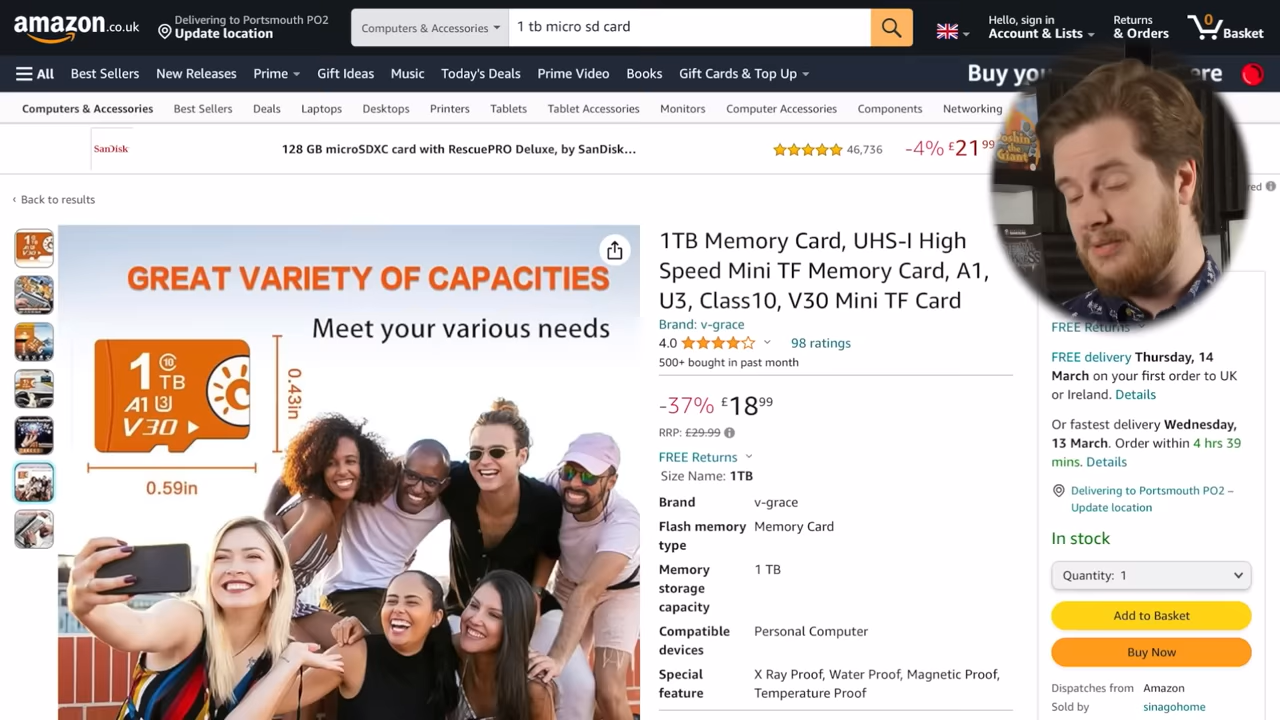 amazon.co.uk
Delivering to Portsmouth PO2
Update location
Computers & Accessories
1 tb micro sd card
Hello, sign in
Account & Lists
Returns
& Orders
0
Basket
All
Best Sellers
New Releases
Prime
Gift Ideas
Music
Today's Deals
Prime Video
Books
Gift Cards & Top Up
Buy
Computers & Accessories
Best Sellers
Deals
Laptops
Desktops
Printers
Tablets
Tablet Accessories
Monitors
Computer Accessories
Components
Networking
SanDisk
128 GB microSDXC card with RescuePRO Deluxe, by SanDisk...
46,736
-4% £21 99
‹ Back to results
GREAT VARIETY OF CAPACITIES
Meet your various needs
1 TB
10
A1 U3
V30
0.43in
0.59in
1TB Memory Card, UHS-I High
Speed Mini TF Memory Card, A1,
U3, Class10, V30 Mini TF Card
Brand: v-grace
4.0
98 ratings
500+ bought in past month
-37% £18 99
RRP: £29.99
FREE Returns
Size Name: 1TB
Brand v-grace
Flash memory Memory Card
type
Memory 1 TB
storage
capacity
Compatible Personal Computer
devices
Special X Ray Proof, Water Proof, Magnetic Proof,
feature Temperature Proof
FREE Returns
FREE delivery Thursday, 14
March on your first order to UK
or Ireland. Details
Or fastest delivery Wednesday,
13 March. Order within 4 hrs 39
mins. Details
Delivering to Portsmouth PO2 –
Update location
In stock
Quantity: 1
Add to Basket
Buy Now
Dispatches from Amazon
Sold by sinagohome